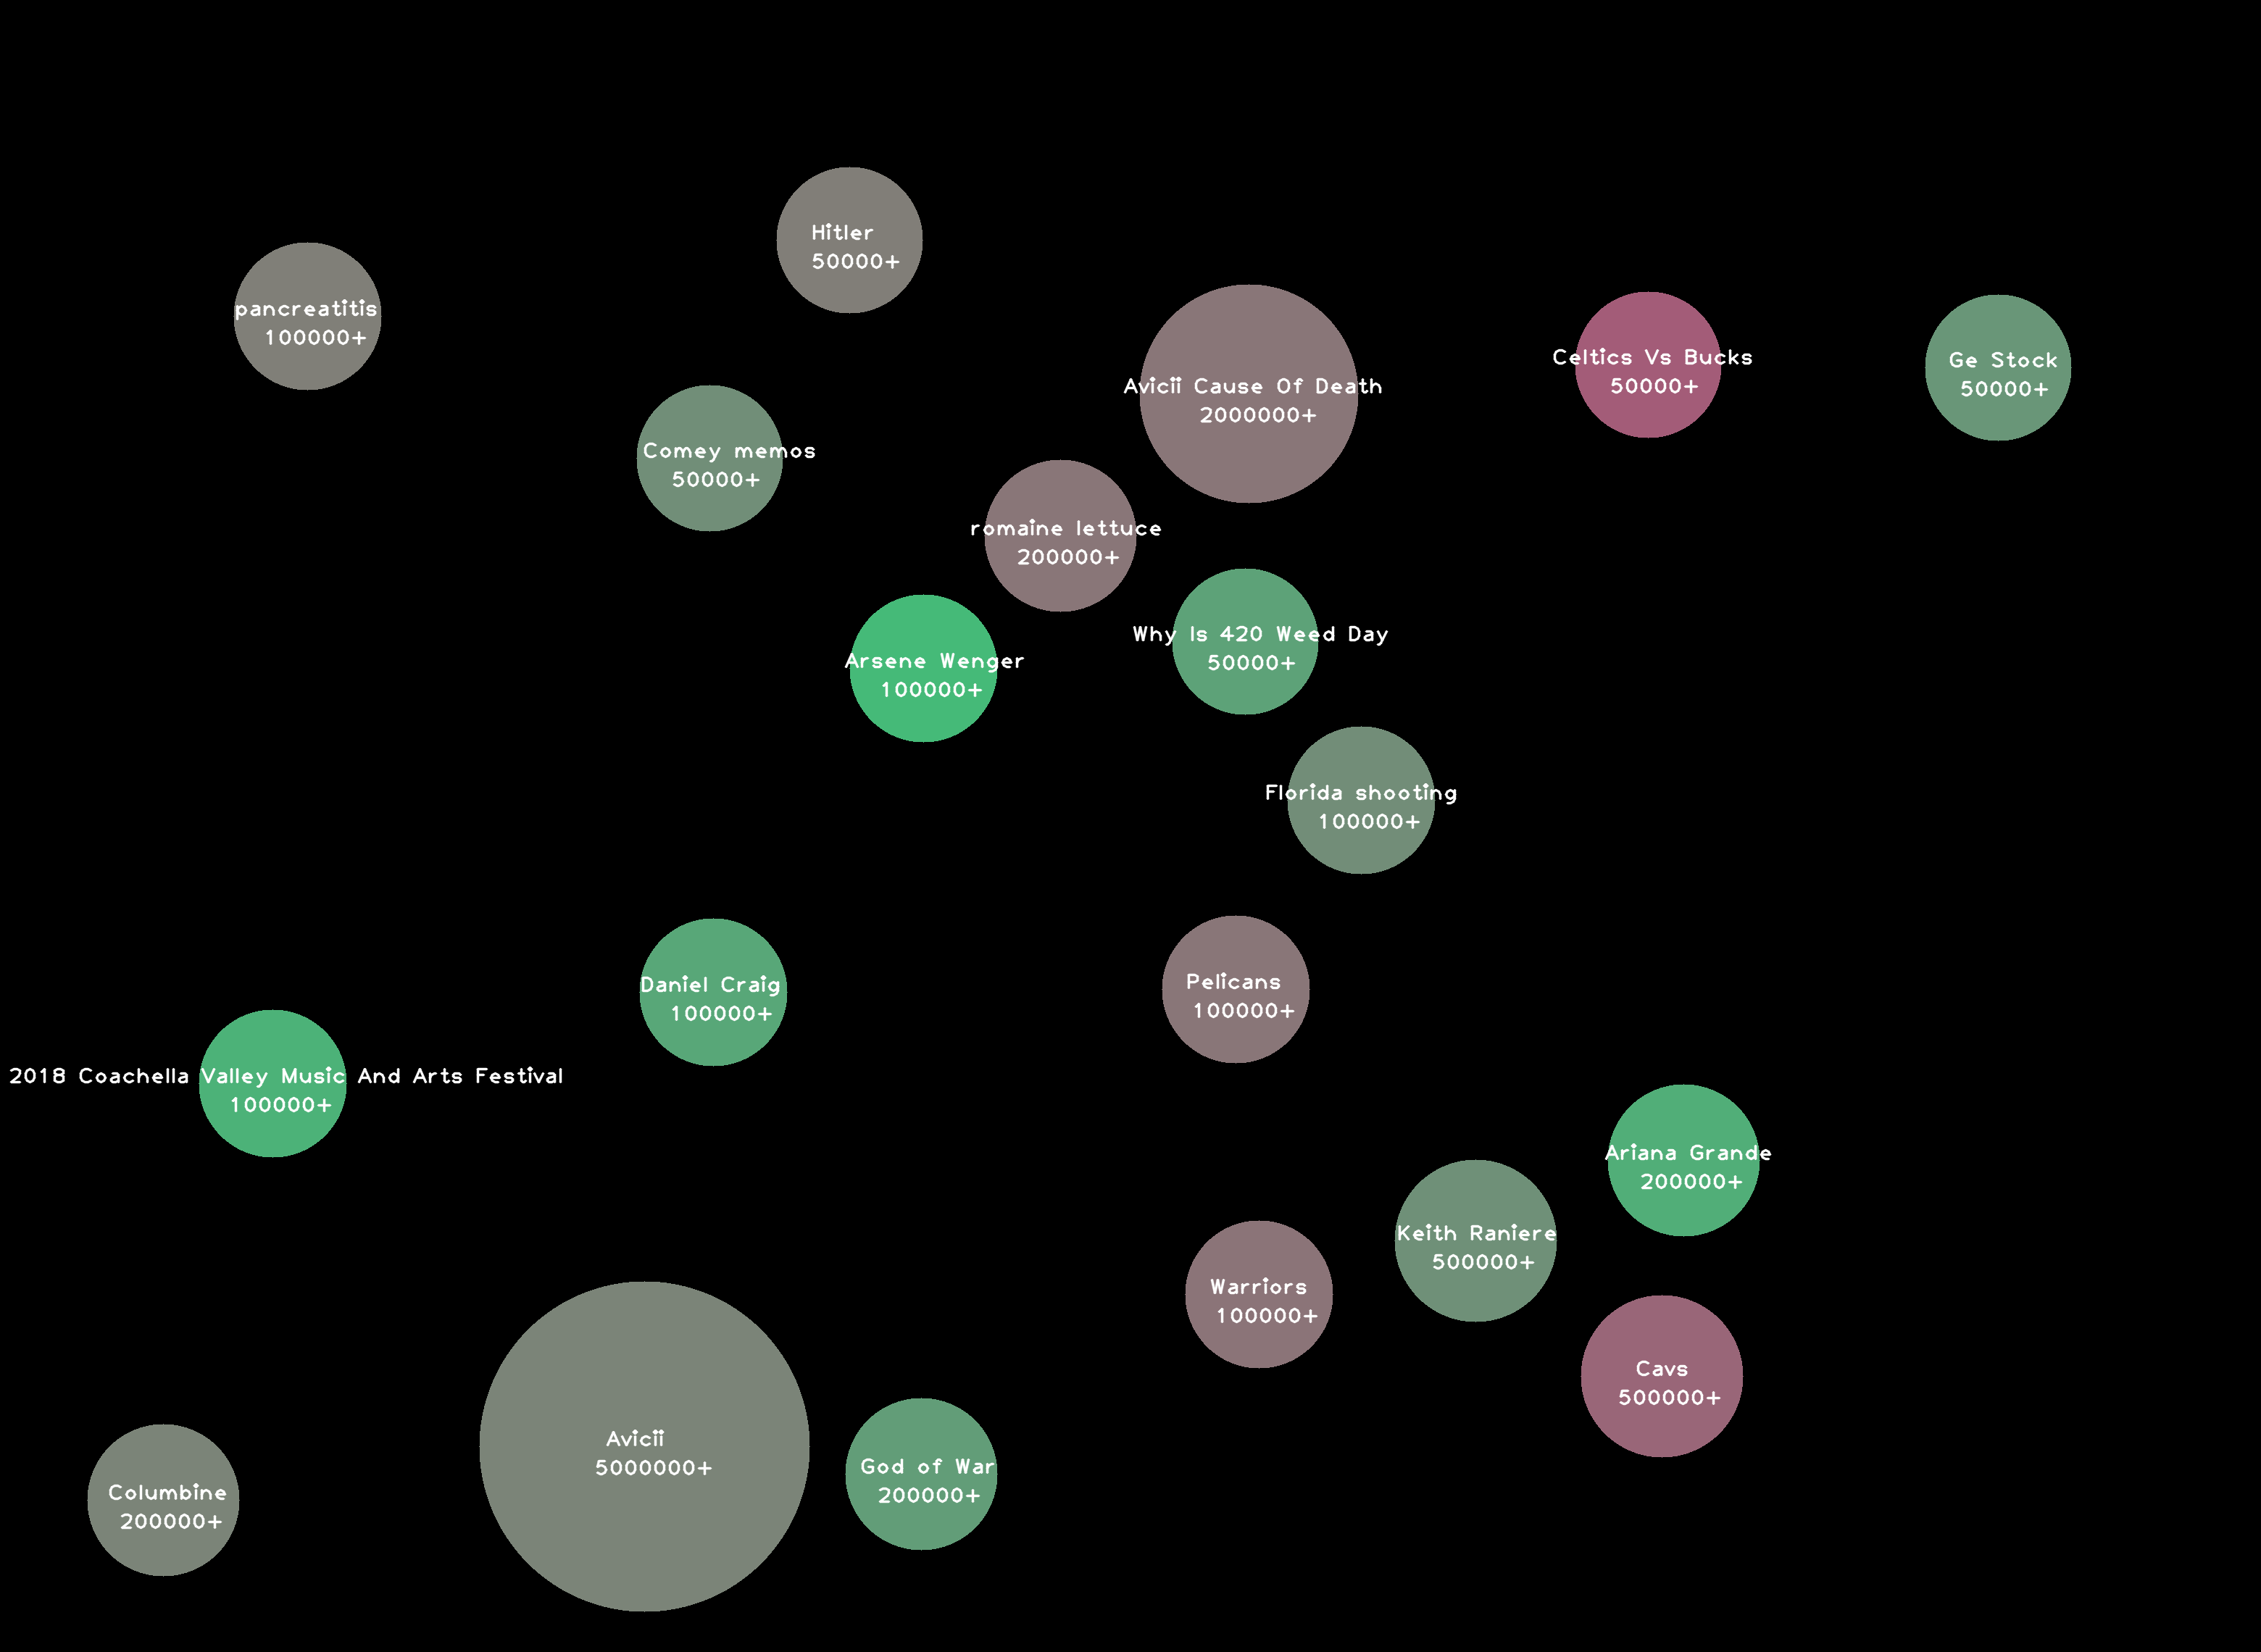 Hitler
50000+
pancreatitis
100000+
Avicii Cause Of Death
2000000+
Celtics Vs Bucks
50000+
Ge Stock
50000+
Comey memos
50000+
romaine lettuce
200000+
Why Is 420 Weed Day
50000+
Arsene Wenger
100000+
Florida shooting
100000+
Daniel Craig
100000+
Pelicans
100000+
2018 Coachella Valley Music And Arts Festival
100000+
Ariana Grande
200000+
Keith Raniere
500000+
Warriors
100000+
Cavs
500000+
Avicii
5000000+
God of War
200000+
Columbine
200000+